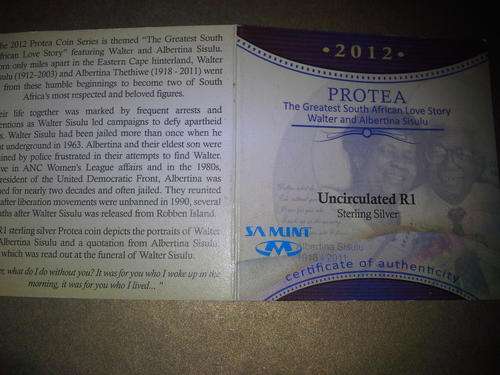 he 2012 Protea Coin Series is themed "The Greatest South
frican Love Story" featuring Walter and Albertina Sisulu.
orn only miles apart in the Eastern Cape hinterland, Walter
sulu (1912-2003) and Albertina Thethiwe (1918 - 2011) went
from these humble beginnings to become two of South
Africa's most respected and beloved figures.
eir life together was marked by frequent arrests and
entions as Walter Sisulu led campaigns to defy apartheid
s. Walter Sisulu had been jailed more than once when he
nt underground in 1963. Albertina and their eldest son were
ined by police frustrated in their attempts to find Walter.
ve in ANC Women's League affairs and in the 1980s,
resident of the United Democratic Front, Albertina was
ned for nearly two decades and often jailed. They reunited
after liberation movements were unbanned in 1990, several
ths after Walter Sisulu was released from Robben Island.
R1 sterling silver Protea coin depicts the portraits of Walter
Albertina Sisulu and a quotation from Albertina Sisulu,
which was read out at the funeral of Walter Sisulu.
r, what do I do without you? It was for you who I woke up in the
morning, it was for you who I lived..."
•2012•
PROTEA
The Greatest South African Love Story
Walter and Albertina Sisulu
Uncirculated R1
Sterling Silver
SA MINT
Albertina Sisulu
1918 - 2011
certificate of authenticity